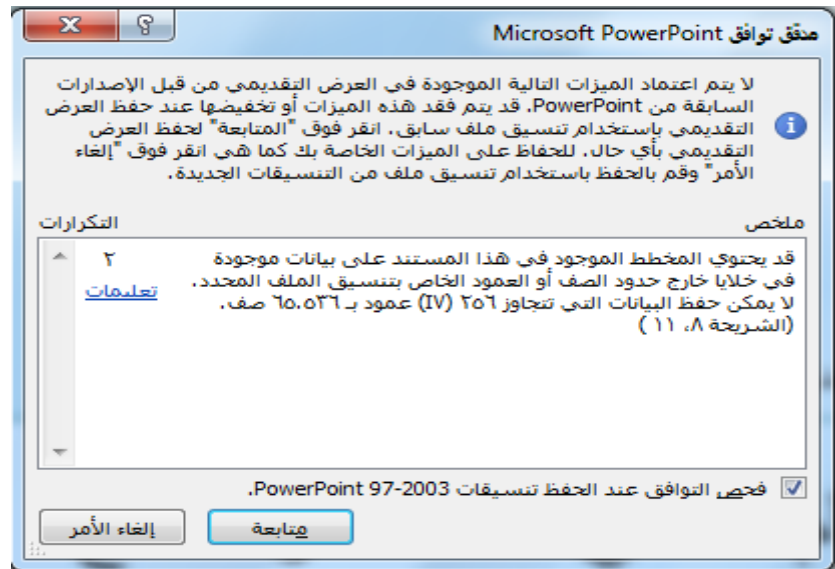 مدقق توافق Microsoft PowerPoint
لا يتم اعتماد الميزات التالية الموجودة في العرض التقديمي من قبل الإصدارات
السابقة من PowerPoint. قد يتم فقد هذه الميزات أو تخفيضها عند حفظ العرض
التقديمي باستخدام تنسيق ملف سابق. انقر فوق "المتابعة" لحفظ العرض
التقديمي بأي حال. للحفاظ على الميزات الخاصة بك كما هي انقر فوق "إلغاء
الأمر" وقم بالحفظ باستخدام تنسيق ملف من التنسيقات الجديدة.
ملخص التكرارات
قد يحتوي المخطط الموجود في هذا المستند على بيانات موجودة ٢
في خلايا خارج حدود الصف أو العمود الخاص بتنسيق الملف المحدد. تعليمات
لا يمكن حفظ البيانات التي تتجاوز ٢٥٦ (IV) عمود بـ ٦٥.٥٣٦ صف.
(الشريحة ٨، ١١ )
فحص التوافق عند الحفظ تنسيقات PowerPoint 97-2003.
متابعة إلغاء الأمر